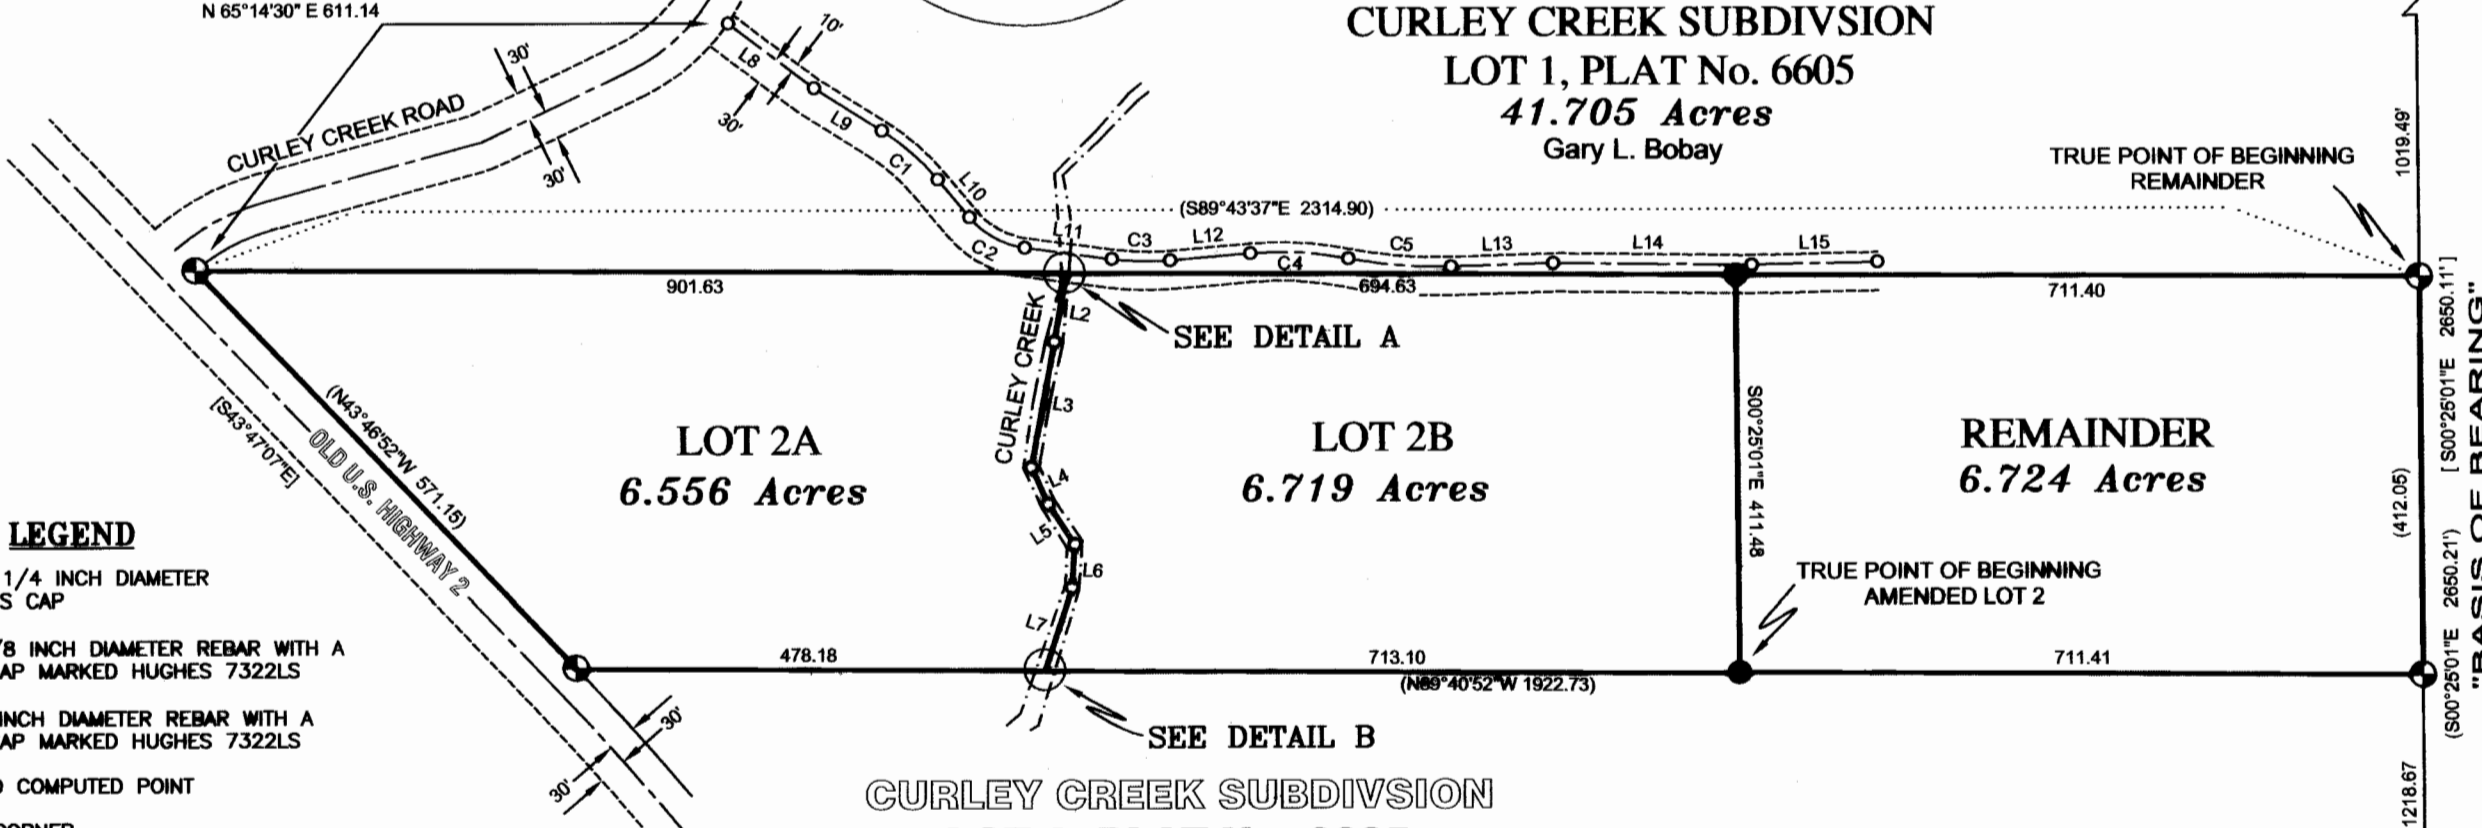 N 65°14'30" E 611.14
CURLEY CREEK SUBDIVSION
LOT 1, PLAT No. 6605
41.705 Acres
Gary L. Bobay
10'
30'
L8
30'
L9
CURLEY CREEK ROAD
30'
C1
L10
1019.49'
TRUE POINT OF BEGINNING
REMAINDER
(S89°43'37"E 2314.90)
L11
C2
C3
L12
C4
C5
L13
L14
L15
901.63
694.63
711.40
L2
SEE DETAIL A
CURLEY CREEK
L3
L4
L5
L6
L7
(N43°46'52"W 571.15)
[S43°47'07"E]
OLD U.S. HIGHWAY 2
LOT 2A
6.556 Acres
LOT 2B
6.719 Acres
S00°25'01"E 411.48
REMAINDER
6.724 Acres
(412.05)
[S00°25'01"E 2650.11']
(S00°25'01"E 2650.21')
"BASIS OF BEARING"
LEGEND
1/4 INCH DIAMETER
S CAP
/8 INCH DIAMETER REBAR WITH A
AP MARKED HUGHES 7322LS
INCH DIAMETER REBAR WITH A
AP MARKED HUGHES 7322LS
COMPUTED POINT
CORNER
TRUE POINT OF BEGINNING
AMENDED LOT 2
478.18
713.10
(N89°40'52"W 1922.73)
711.41
30'
30'
SEE DETAIL B
CURLEY CREEK SUBDIVSION
1218.67